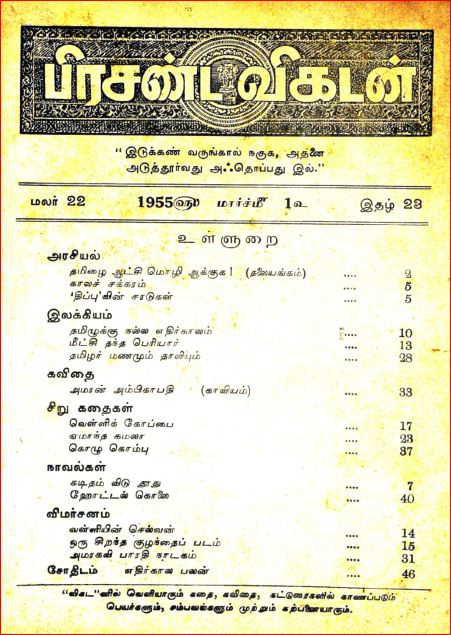 பிரசண்ட விகடன்
“ இடுக்கண் வருங்கால் நகுக, அதனை
அடுத்தூர்வது அஃதொப்பது இல்.”
மலர் 22 1955௵ மார்ச்௴ 1௨ இதழ் 23
உள்ளுறை
அரசியல்
தமிழை ஆட்சி மொழி ஆக்குக! (தலையங்கம்) .... 2
காலச் சக்கரம் .... 5
'திப்பு'வின் சரடுகள் .... 5
இலக்கியம்
தமிழுக்கு நல்ல எதிர்காலம் .... 10
மீட்சி தந்த பெரியார் .... 13
தமிழர் மணமும் தாலியும் .... 28
கவிதை
அமரன் அம்பிகாபதி (காவியம்) .... 33
சிறு கதைகள்
வெள்ளிக் கோப்பை .... 17
ஏமாந்த கமலா .... 23
கொழு கொம்பு .... 37
நாவல்கள்
கடிதம் விடு தூது .... 7
ஹோட்டல் கொலை .... 40
விமர்சனம்
வள்ளியின் செல்வன் .... 14
ஒரு சிறந்த குழந்தைப் படம் .... 15
அமரகவி பாரதி நாடகம் .... 31
சோதிடம் எதிர்கால பலன் .... 46
“விகட”னில் வெளியாகும் கதை, கவிதை, கட்டுரைகளில் காணப்படும்
பெயர்களும், சம்பவங்களும் முற்றும் கற்பனையாகும்.